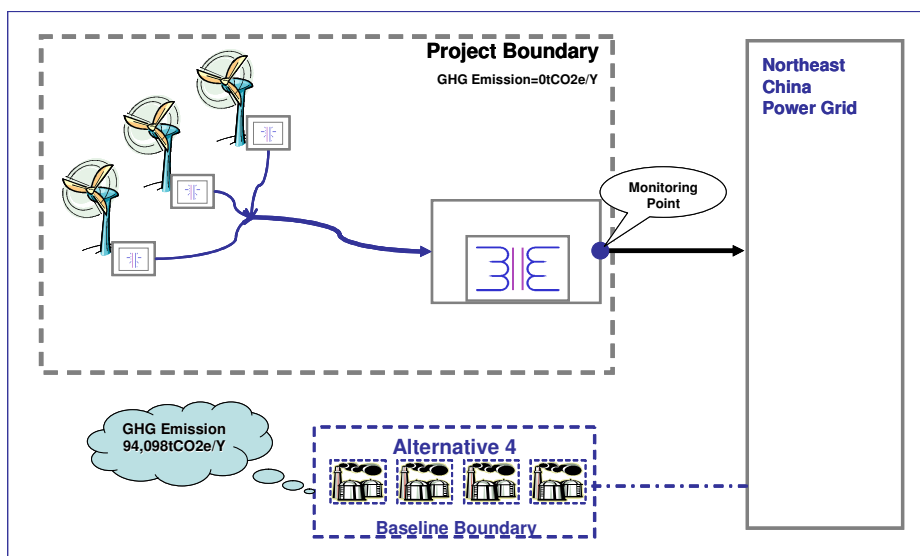 Project Boundary
GHG Emission=0tCO2e/Y
Northeast
China
Power Grid
Monitoring
Point
GHG Emission
94,098tCO2e/Y
Alternative 4
Baseline Boundary